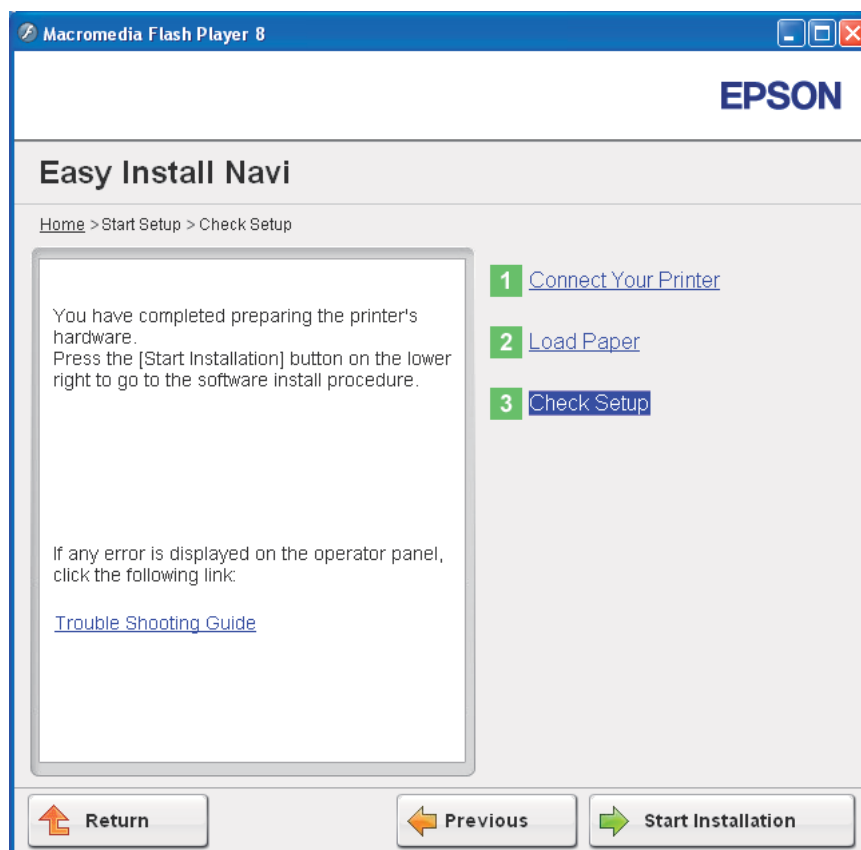 Macromedia Flash Player 8
EPSON
Easy Install Navi
Home > Start Setup > Check Setup
You have completed preparing the printer's
hardware.
Press the [Start Installation] button on the lower
right to go to the software install procedure.
If any error is displayed on the operator panel,
click the following link:
Trouble Shooting Guide
1 Connect Your Printer
2 Load Paper
3 Check Setup
Return
Previous
Start Installation